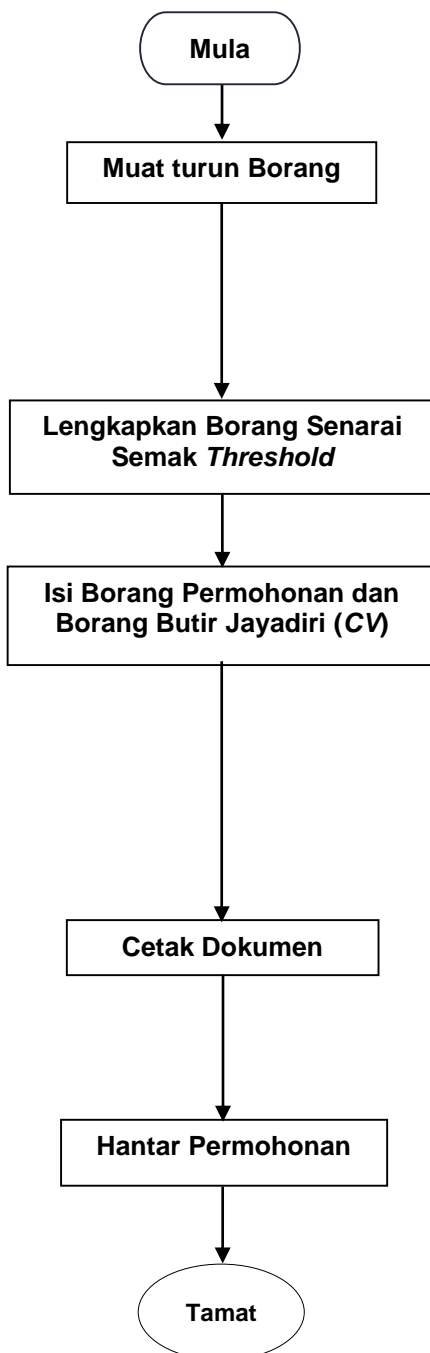 Mula
Muat turun Borang
Lengkapkan Borang Senarai
Semak Threshold
Isi Borang Permohonan dan
Borang Butir Jayadiri (CV)
Cetak Dokumen
Hantar Permohonan
Tamat